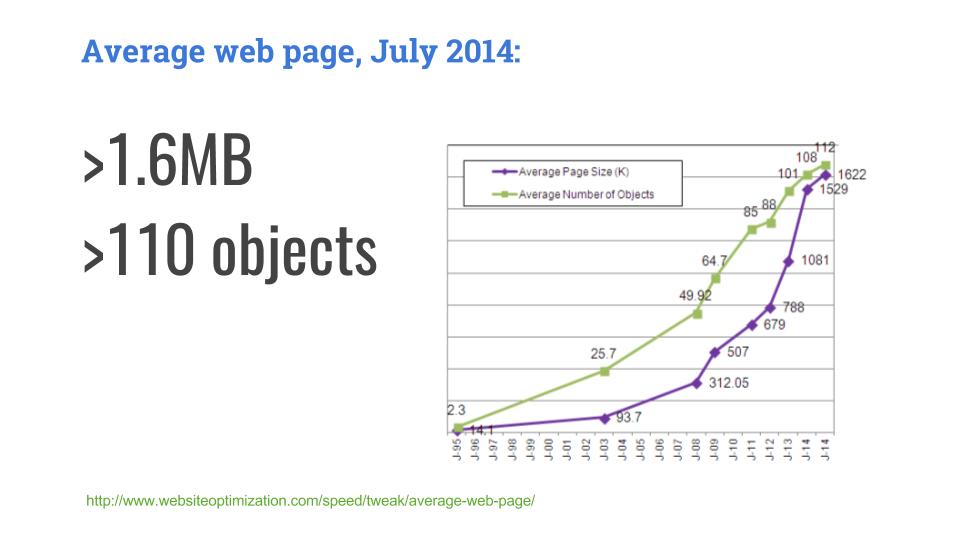 Average web page, July 2014:
>1.6MB
>110 objects
Average Page Size (K)
Average Number of Objects
112
108
101
1622
1529
85
88
64.7
1081
49.92
788
679
507
25.7
312.05
2.3
93.7
14.1
J-95
J-96
J-97
J-98
J-99
J-00
J-01
J-02
J-03
J-04
J-05
J-06
J-07
J-08
J-09
J-10
J-11
J-12
J-13
J-14
J-14
http://www.websiteoptimization.com/speed/tweak/average-web-page/